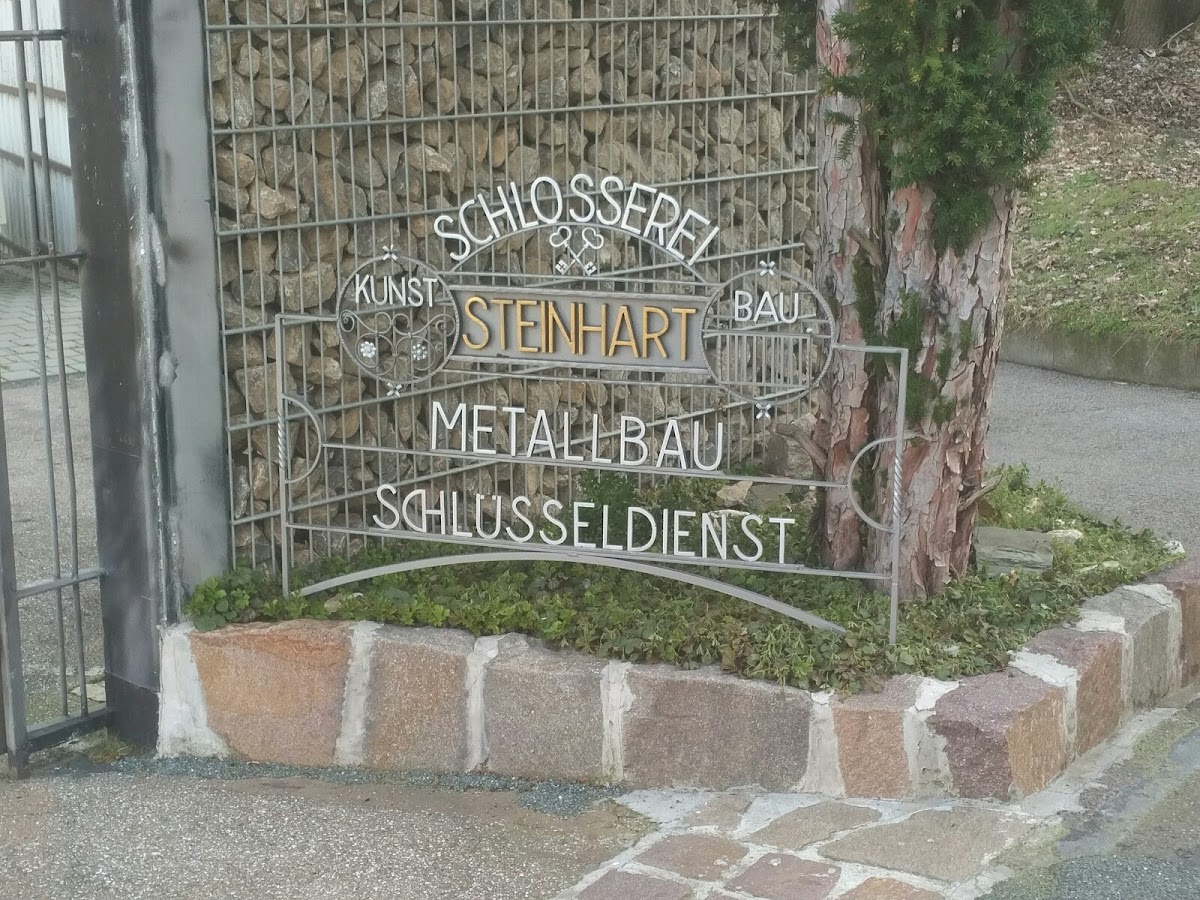 SCHLOSSEREI
KUNST
BAU
STEINHART
METALLBAU
SCHLÜSSELDIENST